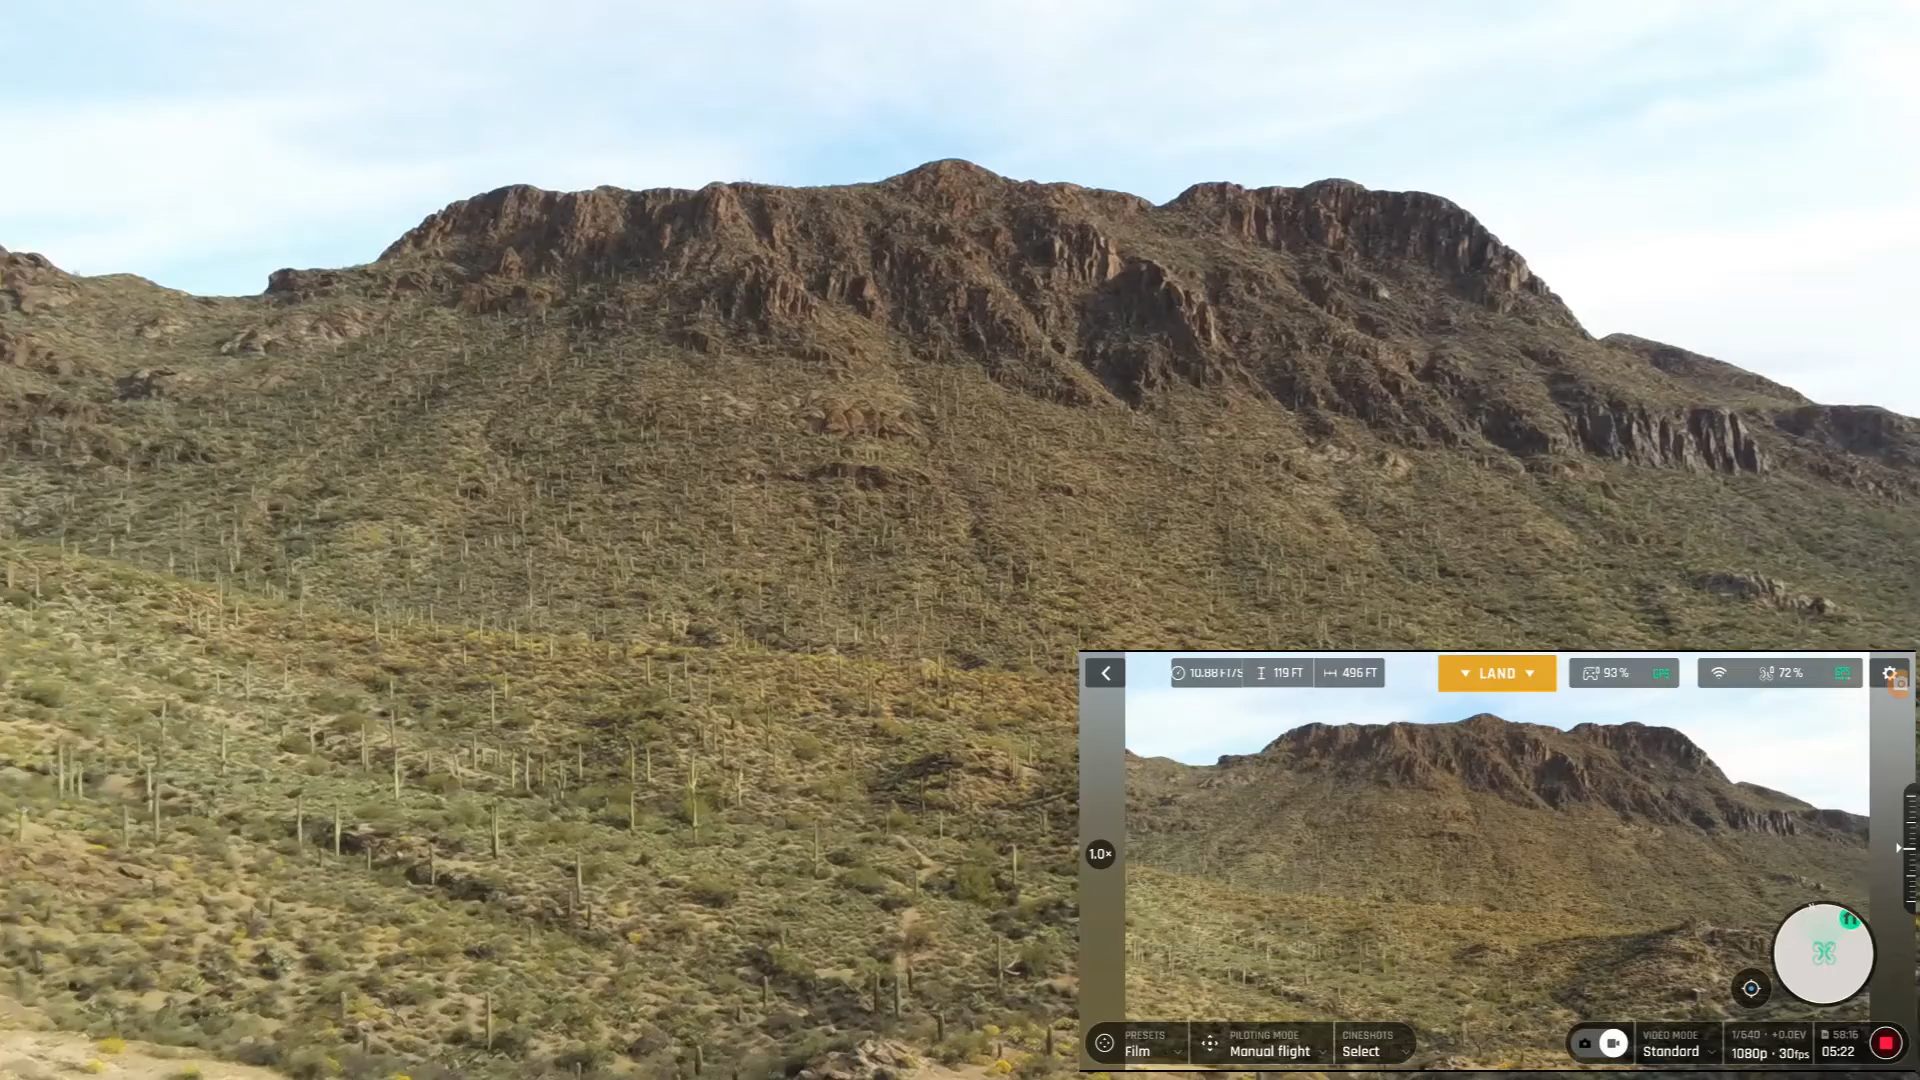 10.88 FT/S
119 FT
496 FT
LAND
93 %
GPS
72 %
1.0×
N
PRESETS
Film
PILOTING MODE
Manual flight
CINESHOTS
Select
VIDEO MODE
Standard
1/540 · +0.0EV
1080p · 30fps
58:16
05:22